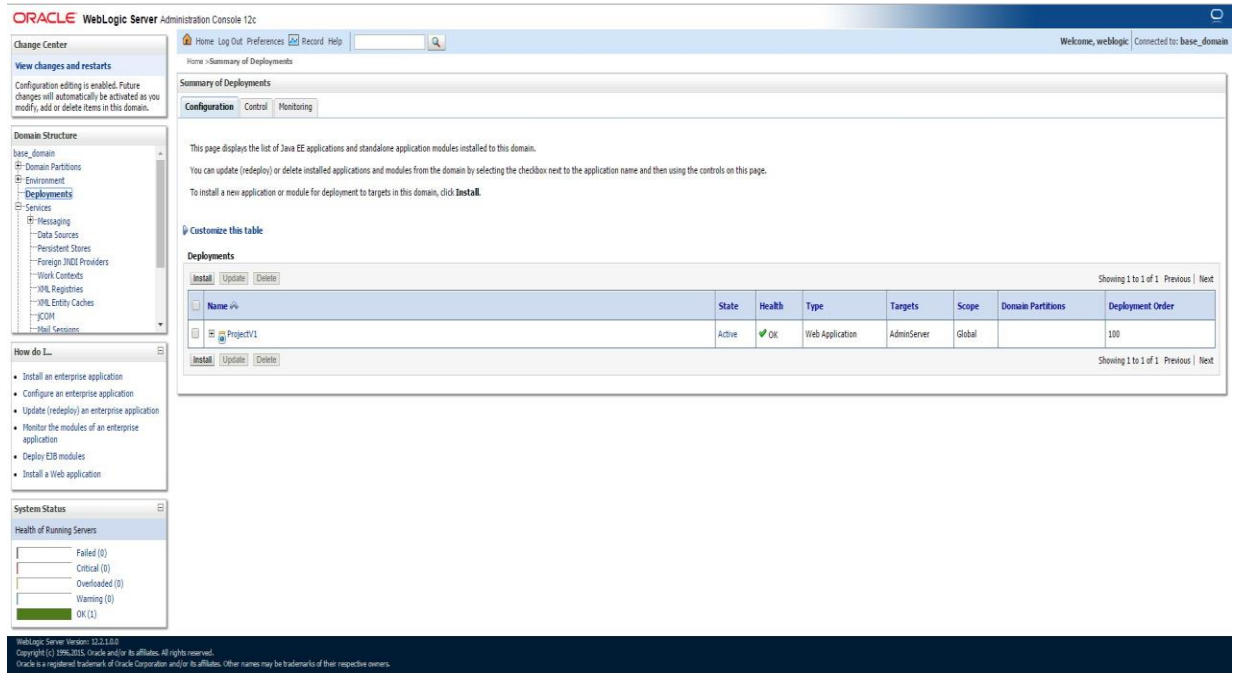 ORACLE WebLogic Server Administration Console 12c
Change Center
View changes and restarts
Configuration editing is enabled. Future
changes will automatically be activated as you
modify, add or delete items in this domain.
Domain Structure
base_domain
Domain Partitions
Environment
Deployments
Services
Messaging
Data Sources
Persistent Stores
Foreign JNDI Providers
Work Contexts
XML Registries
XML Entity Caches
jCOM
Mail Sessions
How do I...
Install an enterprise application
Configure an enterprise application
Update (redeploy) an enterprise application
Monitor the modules of an enterprise
application
Deploy EJB modules
Install a Web application
System Status
Health of Running Servers
Failed (0)
Critical (0)
Overloaded (0)
Warning (0)
OK (1)
Home Log Out Preferences Record Help
Welcome, weblogic Connected to: base_domain
Home >Summary of Deployments
Summary of Deployments
Configuration Control Monitoring
This page displays the list of Java EE applications and standalone application modules installed to this domain.
You can update (redeploy) or delete installed applications and modules from the domain by selecting the checkbox next to the application name and then using the controls on this page.
To install a new application or module for deployment to targets in this domain, click Install.
Customize this table
Deployments
Install Update Delete Showing 1 to 1 of 1 Previous | Next
Name State Health Type Targets Scope Domain Partitions Deployment Order
ProjectV1 Active OK Web Application AdminServer Global 100
Install Update Delete Showing 1 to 1 of 1 Previous | Next
WebLogic Server Version: 12.2.1.0.0
Copyright (c) 1996,2015, Oracle and/or its affiliates. All rights reserved.
Oracle is a registered trademark of Oracle Corporation and/or its affiliates. Other names may be trademarks of their respective owners.